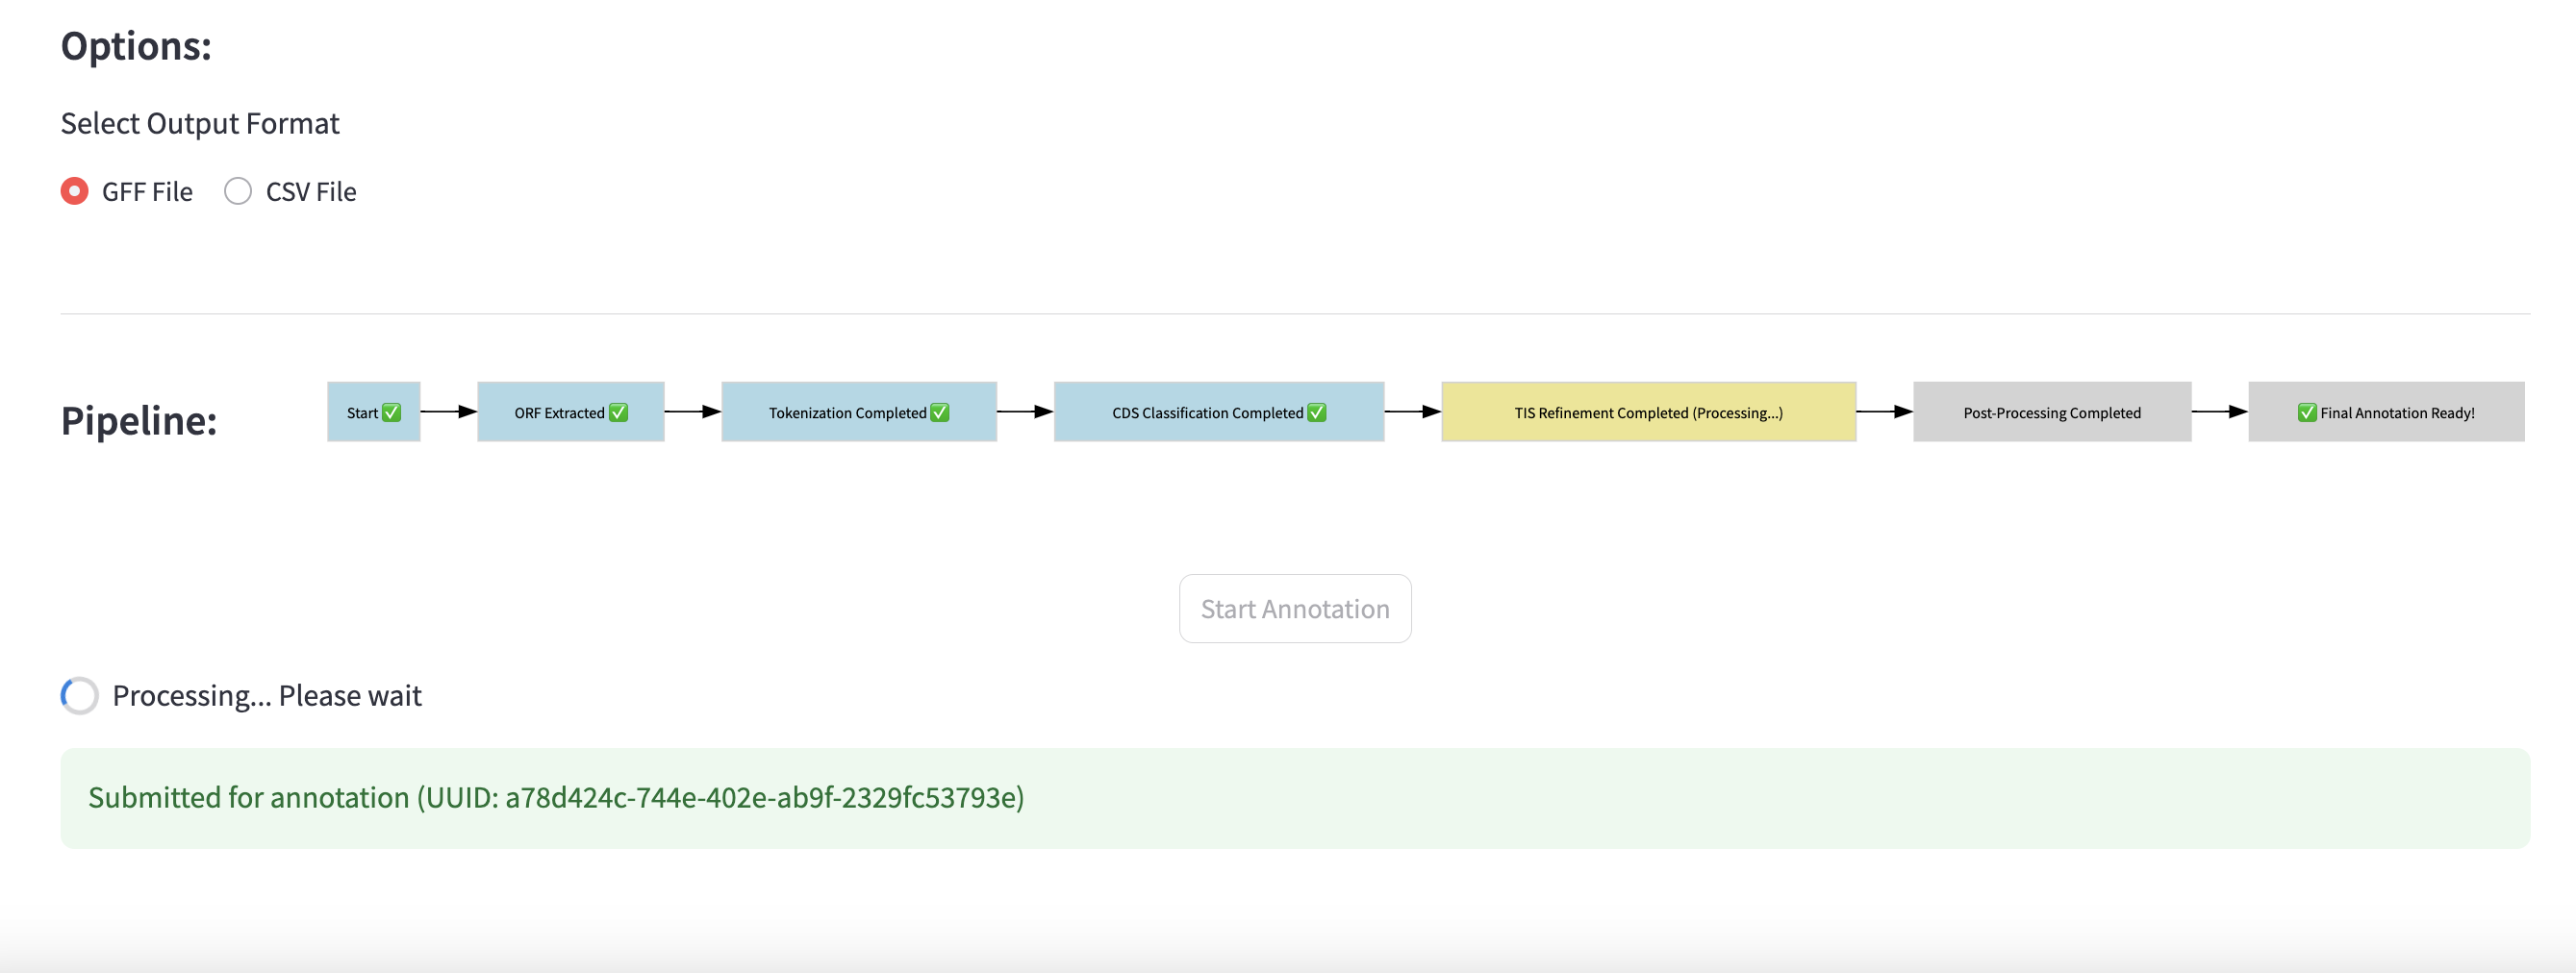 Options:
Select Output Format
GFF File CSV File
Pipeline: Start ✅ ORF Extracted ✅ Tokenization Completed ✅ CDS Classification Completed ✅ TIS Refinement Completed (Processing...) Post-Processing Completed ✅ Final Annotation Ready!
Start Annotation
Processing... Please wait
Submitted for annotation (UUID: a78d424c-744e-402e-ab9f-2329fc53793e)